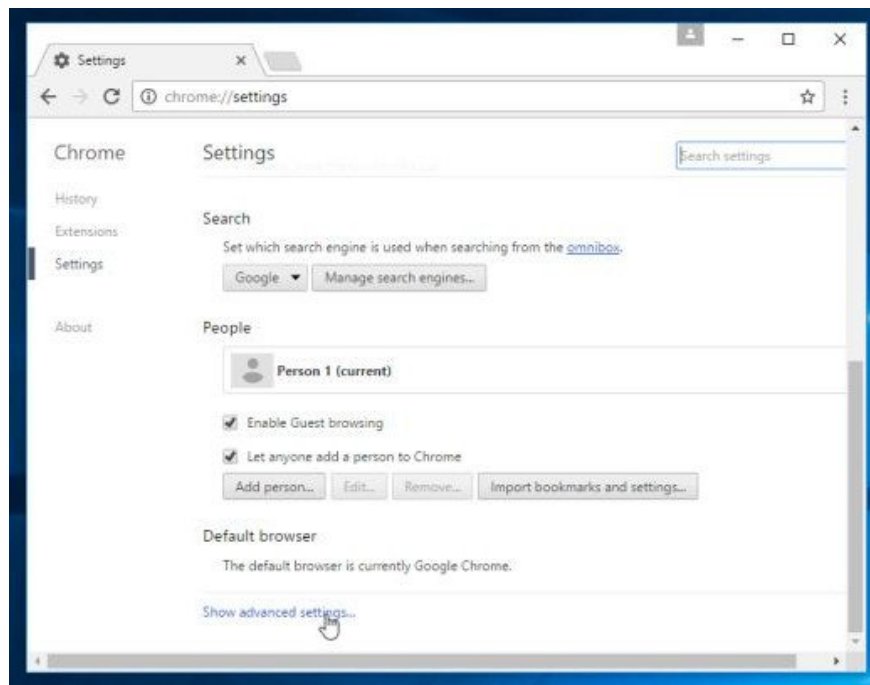 Settings
chrome://settings
Chrome
Settings
Search settings
History
Extensions
Settings
About
Search
Set which search engine is used when searching from the omnibox.
Google Manage search engines...
People
Person 1 (current)
Enable Guest browsing
Let anyone add a person to Chrome
Add person... Edit... Remove... Import bookmarks and settings...
Default browser
The default browser is currently Google Chrome.
Show advanced settings...